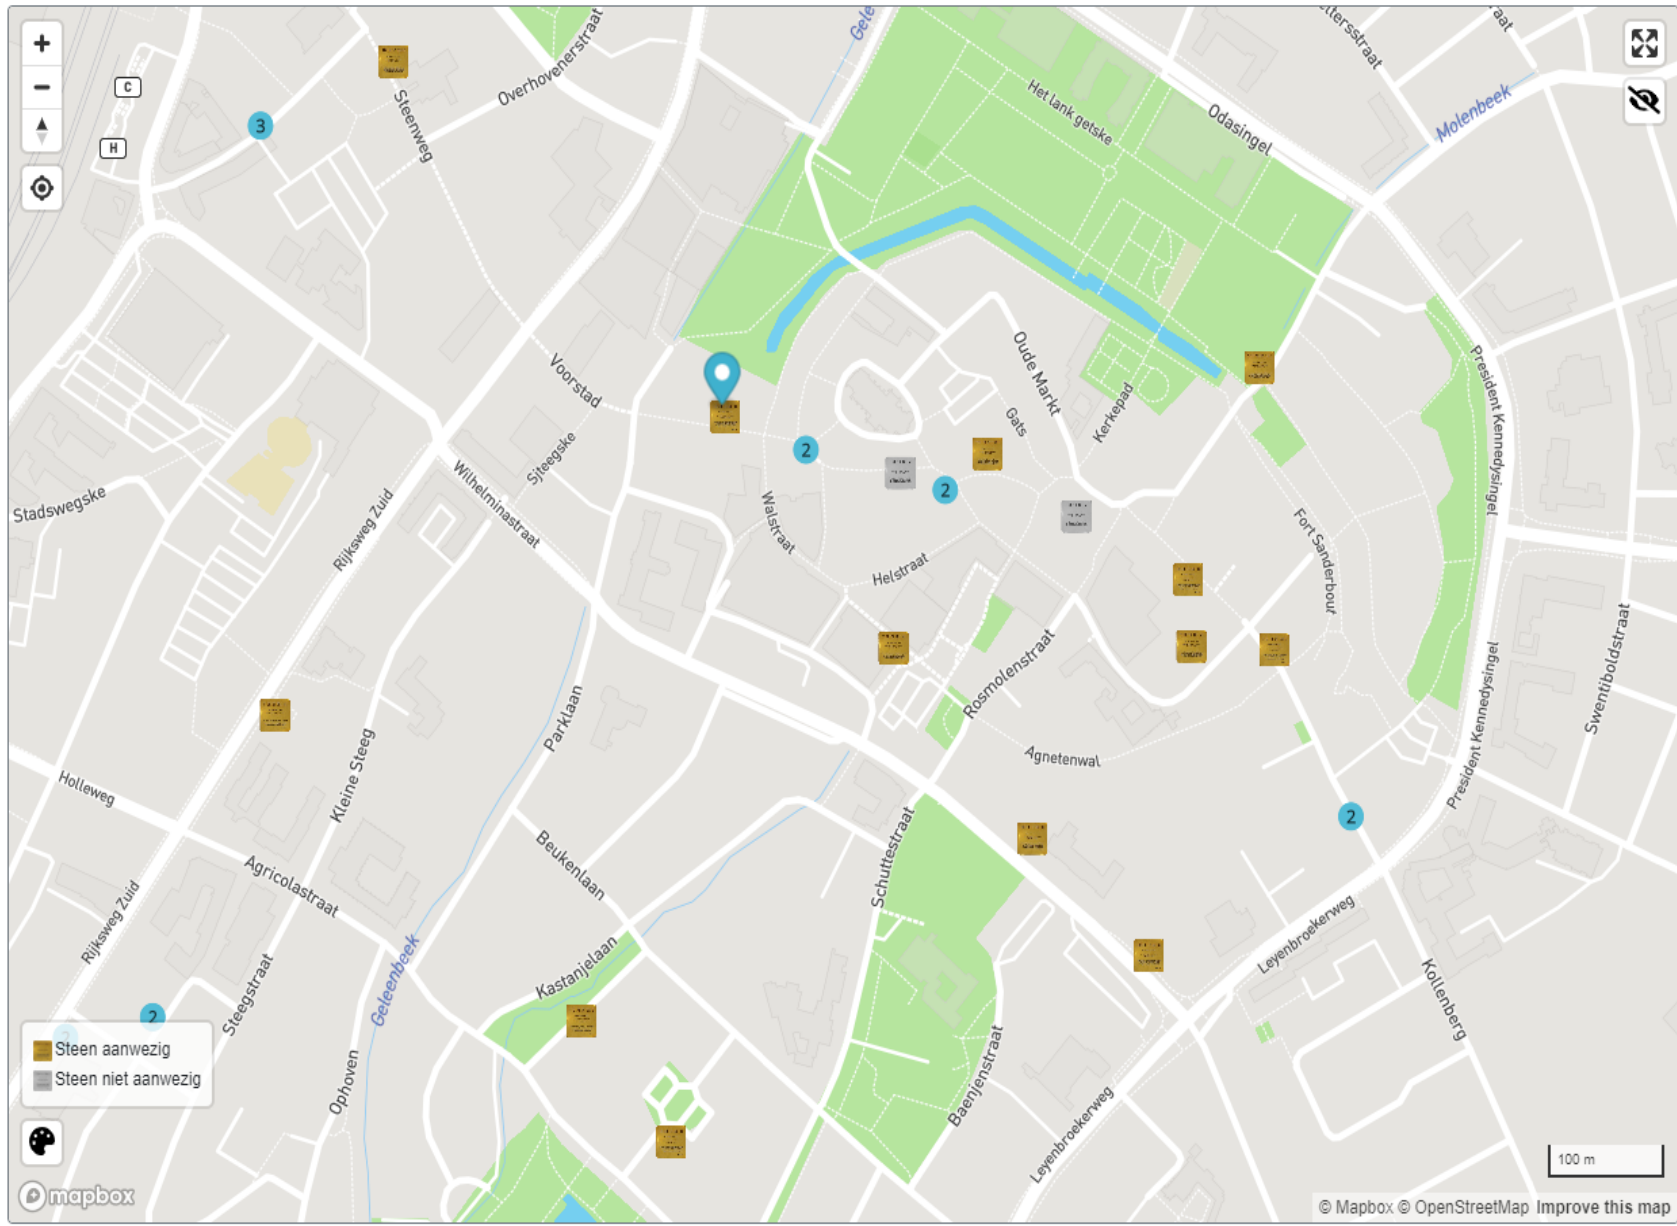 C
H
3
Steenweg
Overhovenerstraat
Het lank getske
Odasingel
Molenbeek
Voorstad
Sjteegske
Oude Markt
Gats
Kerkepad
President Kennedysingel
Stadswegske
Rijksweg Zuid
Wilhelminastraat
2
2
Walstraat
Helstraat
Fort Sanderbout
Rosmolenstraat
Agnetenwal
Swentiboldstraat
President Kennedysingel
Parklaan
Kleine Steeg
Holleweg
Agricolastraat
Beukenlaan
Schuttestraat
2
Rijksweg Zuid
Steegstraat
Geleenbeek
Kastanjelaan
Leyenbroekerweg
Kollenberg
2
2
Steen aanwezig
Steen niet aanwezig
Ophoven
Baenjenstraat
Leyenbroekerweg
100 m
mapbox
© Mapbox © OpenStreetMap Improve this map